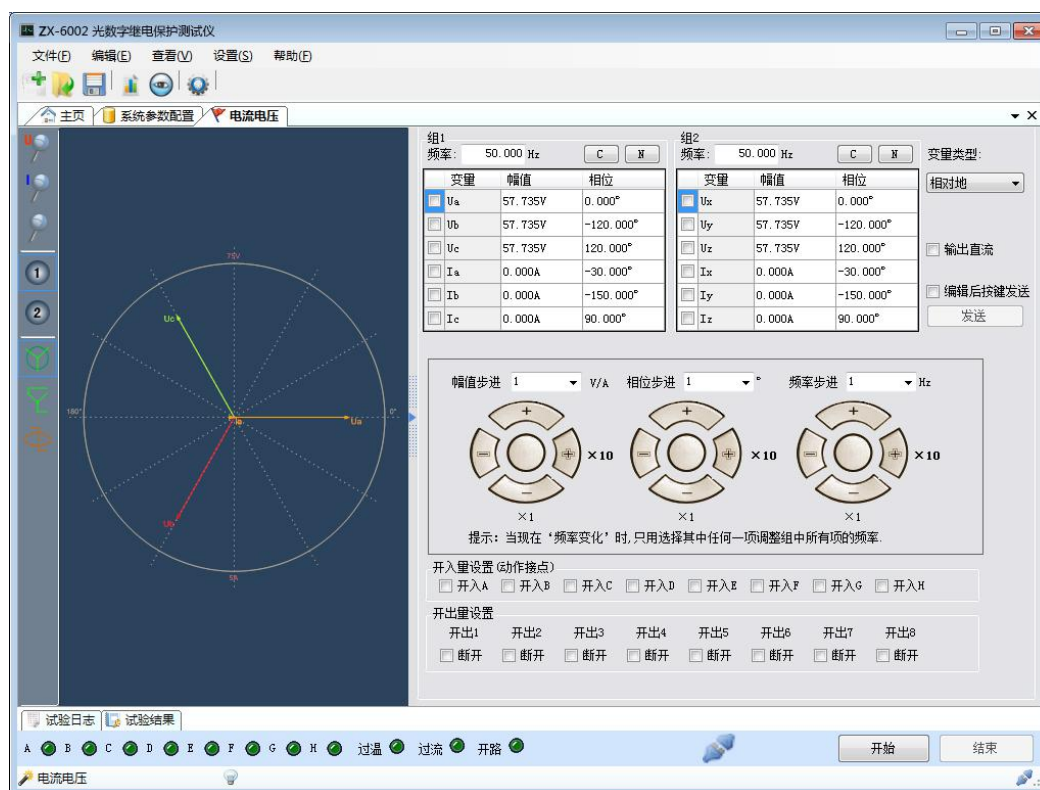 ZX-6002 光数字继电保护测试仪
文件(F) 编辑(E) 查看(V) 设置(S) 帮助(F)
主页 系统参数配置 电流电压
组1 组2
频率: 50.000 Hz C N 频率: 50.000 Hz C N 变量类型:
变量 幅值 相位 变量 幅值 相位 相对地
Ua 57.735V 0.000° Ux 57.735V 0.000°
Ub 57.735V -120.000° Uy 57.735V -120.000°
Uc 57.735V 120.000° Uz 57.735V 120.000° 输出直流
Ia 0.000A -30.000° Ix 0.000A -30.000°
Ib 0.000A -150.000° Iy 0.000A -150.000° 编辑后按键发送
Ic 0.000A 90.000° Iz 0.000A 90.000° 发送
U
I
1
2
75V
Uc
180° Ia Ua 0°
Ub
5A
幅值步进 1 V/A 相位步进 1 ° 频率步进 1 Hz
+ + +
- + ×10 - + ×10 - + ×10
- - -
×1 ×1 ×1
提示: 当现在‘频率变化’时,只用选择其中任何一项调整组中所有项的频率.
开入量设置(动作接点)
开入A 开入B 开入C 开入D 开入E 开入F 开入G 开入H
开出量设置
开出1 开出2 开出3 开出4 开出5 开出6 开出7 开出8
断开 断开 断开 断开 断开 断开 断开 断开
试验日志 试验结果
A B C D E F G H 过温 过流 开路 开始 结束
电流电压